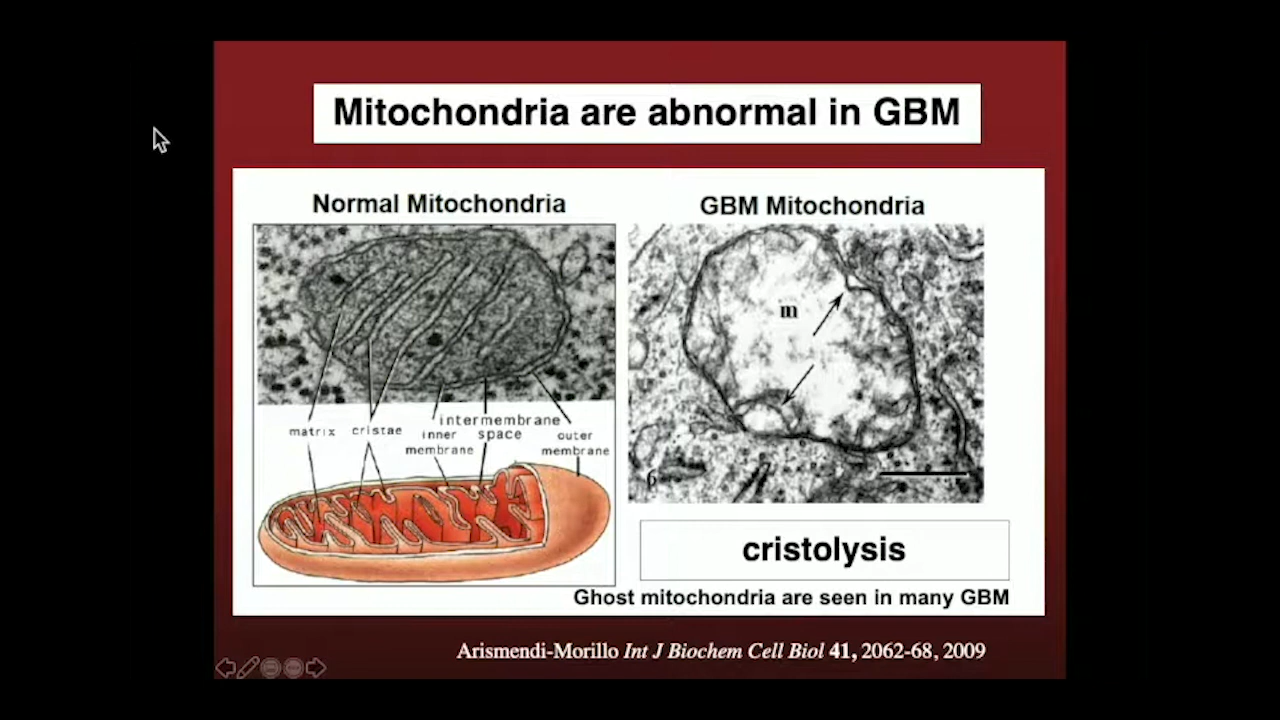 Mitochondria are abnormal in GBM
Normal Mitochondria
GBM Mitochondria
m
matrix
cristae
intermembrane
space
inner
membrane
outer
membrane
6
cristolysis
Ghost mitochondria are seen in many GBM
Arismendi-Morillo Int J Biochem Cell Biol 41, 2062-68, 2009